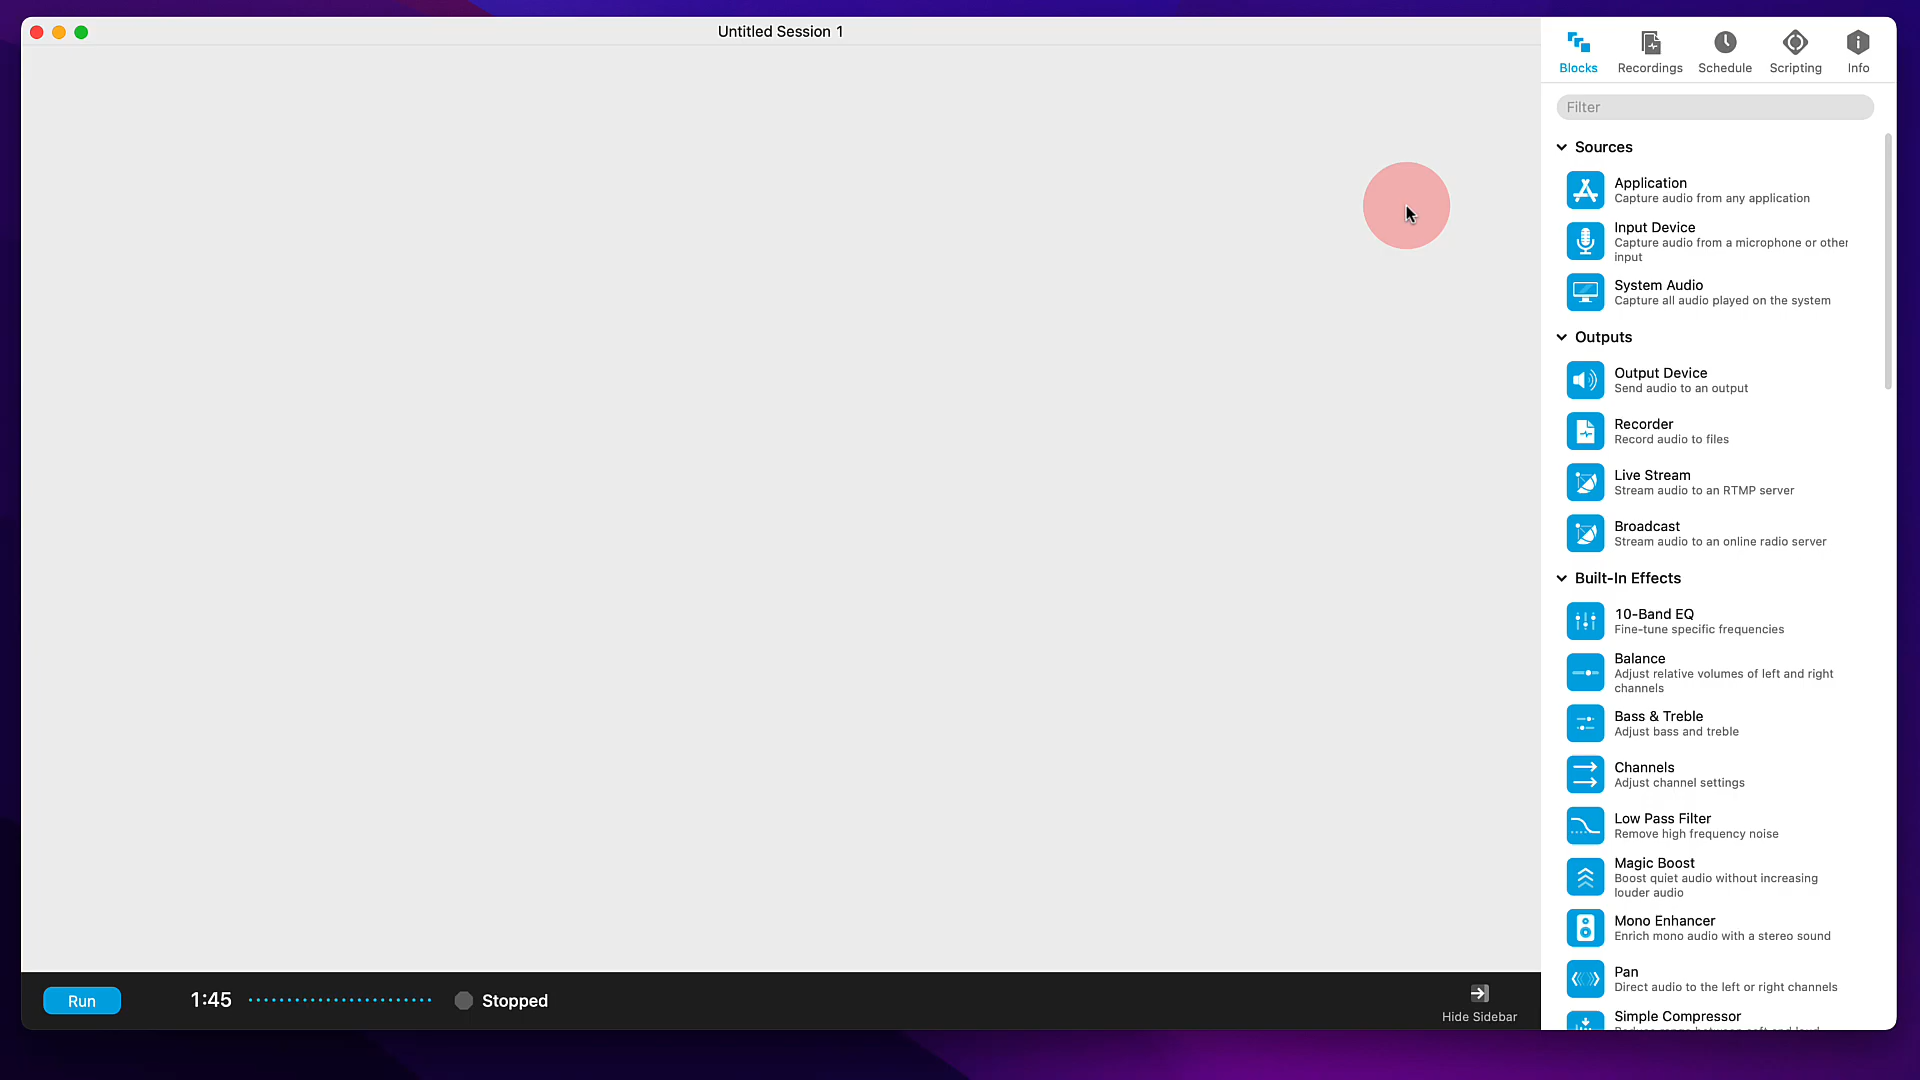 Untitled Session 1
Blocks
Recordings
Schedule
Scripting
Info
Filter
Sources
Application
Capture audio from any application
Input Device
Capture audio from a microphone or other
input
System Audio
Capture all audio played on the system
Outputs
Output Device
Send audio to an output
Recorder
Record audio to files
Live Stream
Stream audio to an RTMP server
Broadcast
Stream audio to an online radio server
Built-In Effects
10-Band EQ
Fine-tune specific frequencies
Balance
Adjust relative volumes of left and right
channels
Bass & Treble
Adjust bass and treble
Channels
Adjust channel settings
Low Pass Filter
Remove high frequency noise
Magic Boost
Boost quiet audio without increasing
louder audio
Mono Enhancer
Enrich mono audio with a stereo sound
Pan
Direct audio to the left or right channels
Simple Compressor
Run
1:45
Stopped
Hide Sidebar